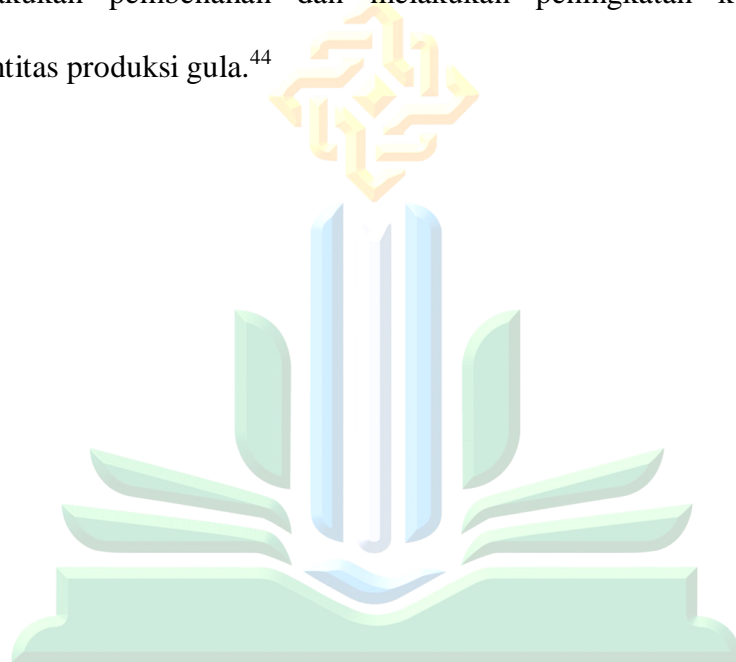 akukan pembenahan dan melakukan peningkatan k
ntitas produksi gula.44